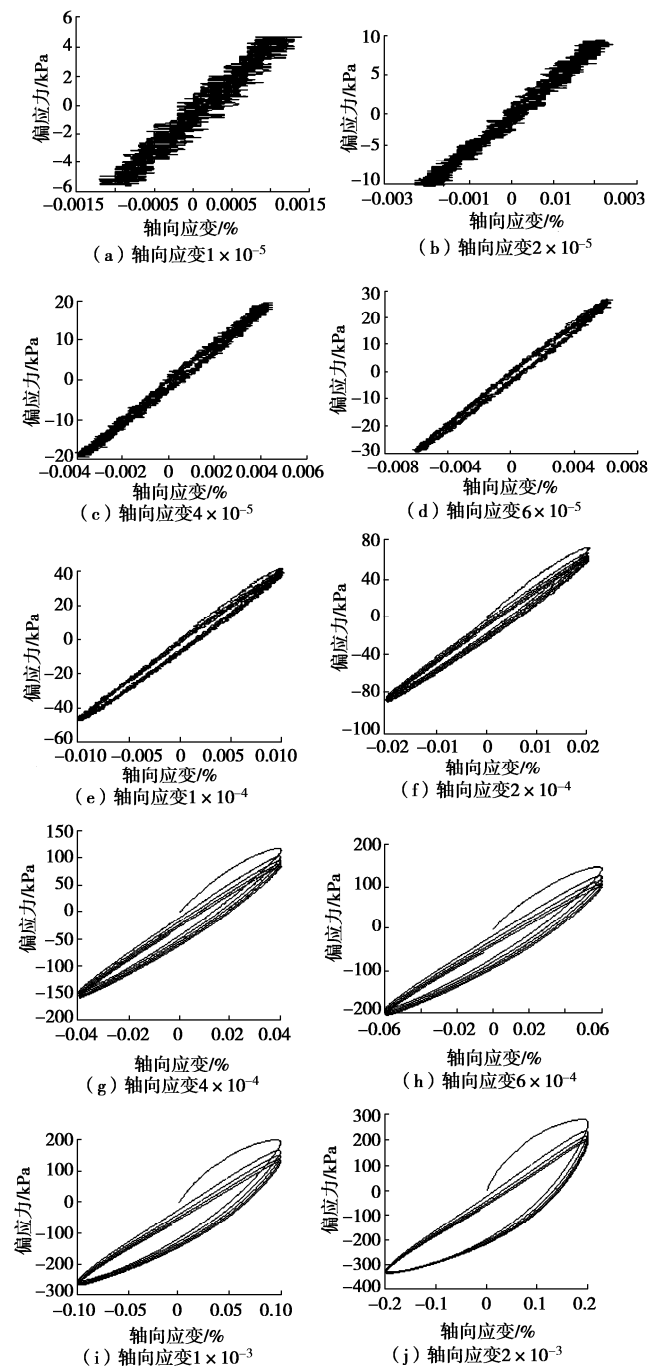 偏应力/kPa
6
4
2
0
−2
−4
−6
−0.0015 −0.0005 0.0005 0.0015
轴向应变/%
（a）轴向应变1×10⁻⁵
偏应力/kPa
10
5
0
−5
−10
−0.003 −0.001 0 0.01 0.003
轴向应变/%
（b）轴向应变2×10⁻⁵
偏应力/kPa
20
10
0
−10
−20
−0.004 −0.002 0 0.002 0.004 0.006
轴向应变/%
（c）轴向应变4×10⁻⁵
偏应力/kPa
30
20
10
0
−10
−20
−30
−0.008 −0.004 0 0.004 0.008
轴向应变/%
（d）轴向应变6×10⁻⁵
偏应力/kPa
40
20
0
−20
−40
−60
−0.010 −0.005 0 0.005 0.010
轴向应变/%
（e）轴向应变1×10⁻⁴
偏应力/kPa
80
40
0
−40
−80
−100
−0.02 −0.01 0 0.01 0.02
轴向应变/%
（f）轴向应变2×10⁻⁴
偏应力/kPa
150
100
50
0
−50
−100
−150
−200
−0.04 −0.02 0 0.02 0.04
轴向应变/%
（g）轴向应变4×10⁻⁴
偏应力/kPa
200
100
0
−100
−200
−0.06 −0.02 0 0.02 0.06
轴向应变/%
（h）轴向应变6×10⁻⁴
偏应力/kPa
200
100
0
−100
−200
−300
−0.10 −0.05 0 0.05 0.10
轴向应变/%
（i）轴向应变1×10⁻³
偏应力/kPa
300
200
100
0
−100
−200
−300
−400
−0.2 −0.1 0 0.1 0.2
轴向应变/%
（j）轴向应变2×10⁻³